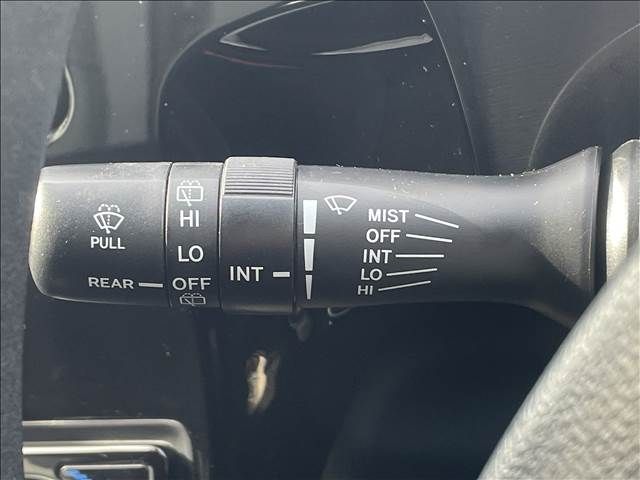 PULL
REAR
HI
LO
OFF
INT
MIST
OFF
INT
LO
HI